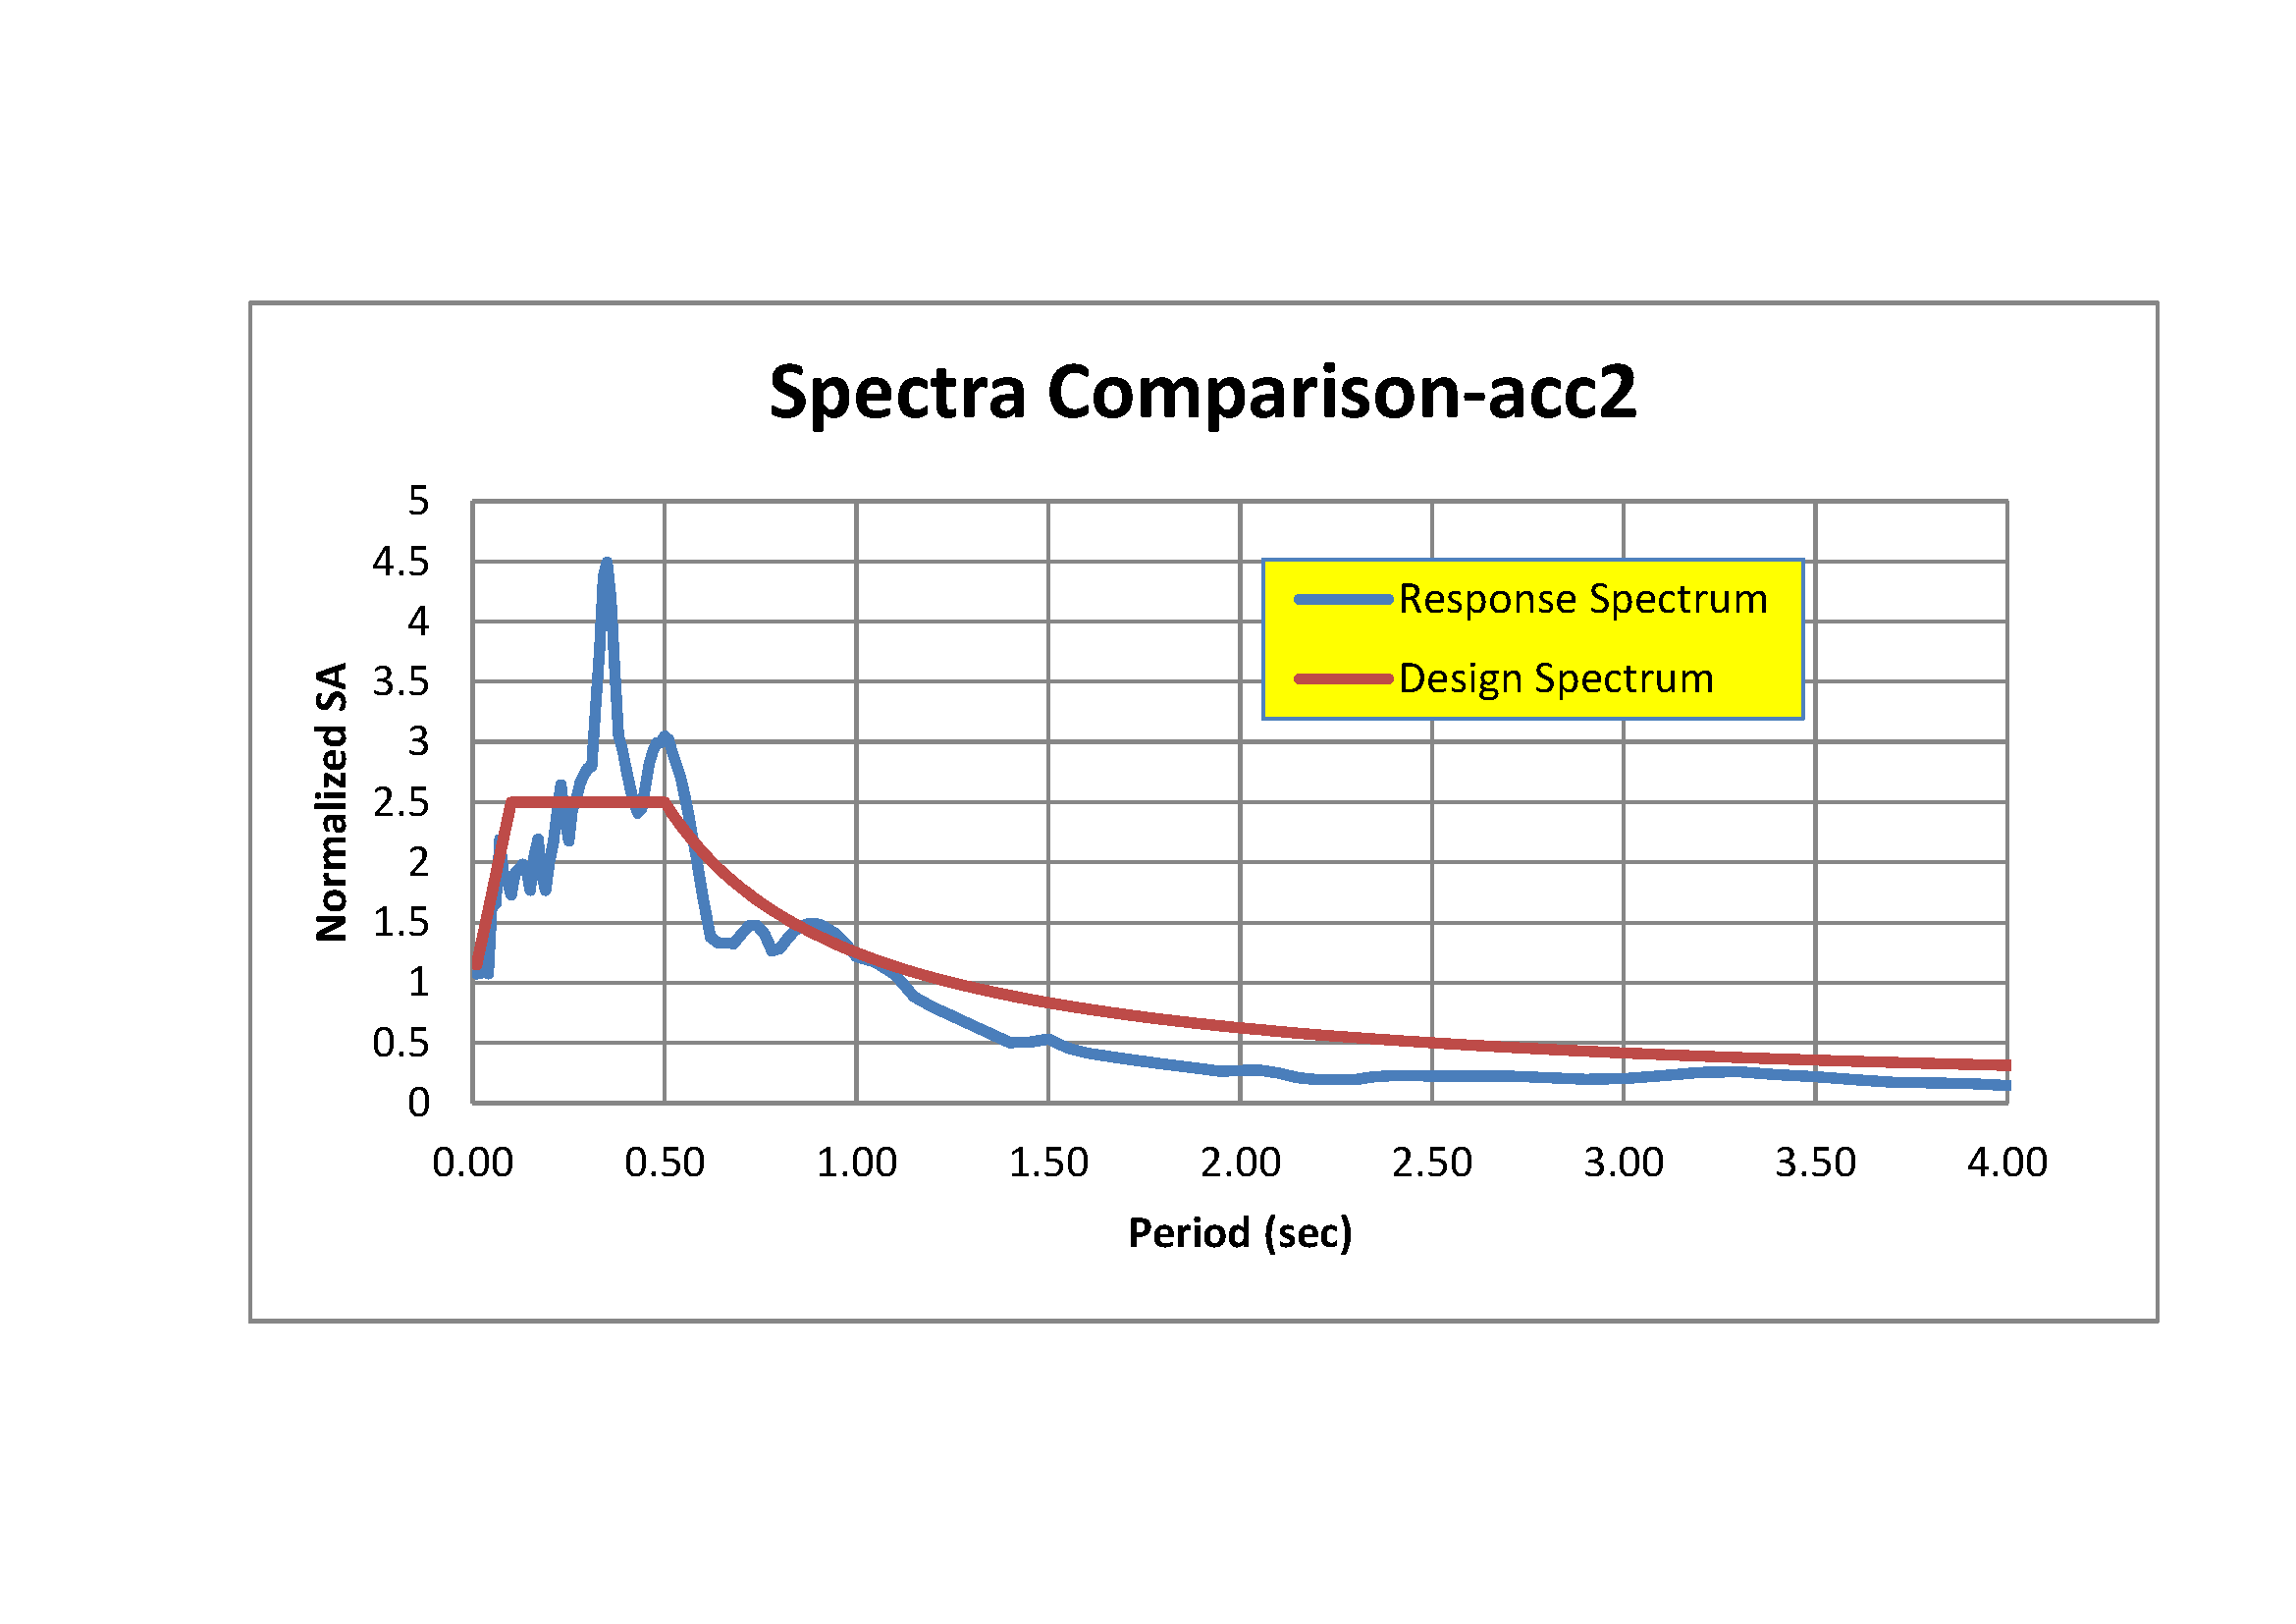 Spectra Comparison-acc2
5
4.5
4
3.5
3
2.5
2
1.5
1
0.5
0
Normalized SA
Response Spectrum
Design Spectrum
0.00 0.50 1.00 1.50 2.00 2.50 3.00 3.50 4.00
Period (sec)